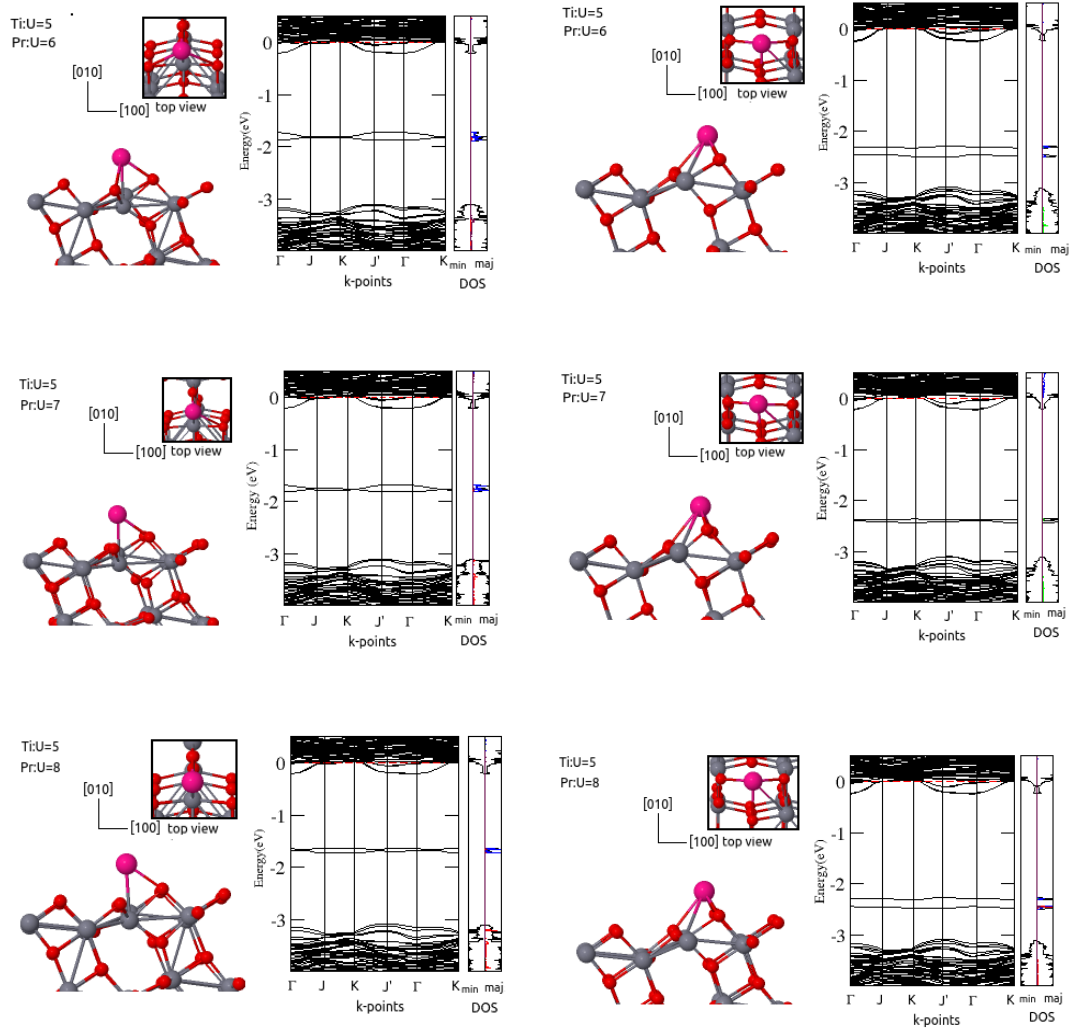 Ti:U=5
Pr:U=6
[010]
[100] top view
Energy(eV)
0
-1
-2
-3
Γ J K J' Γ K min maj
k-points DOS
Ti:U=5
Pr:U=6
[010]
[100] top view
Energy(eV)
0
-1
-2
-3
Γ J K J' Γ K min maj
k-points DOS
Ti:U=5
Pr:U=7
[010]
[100] top view
Energy (eV)
0
-1
-2
-3
Γ J K J' Γ K min maj
k-points DOS
Ti:U=5
Pr:U=7
[010]
[100] top view
Energy(eV)
0
-1
-2
-3
Γ J K J' Γ K min maj
k-points DOS
Ti:U=5
Pr:U=8
[010]
[100] top view
Energy(eV)
0
-1
-2
-3
Γ J K J' Γ K min maj
k-points DOS
Ti:U=5
Pr:U=8
[010]
[100] top view
Energy(eV)
0
-1
-2
-3
Γ J K J' Γ K min maj
k-points DOS